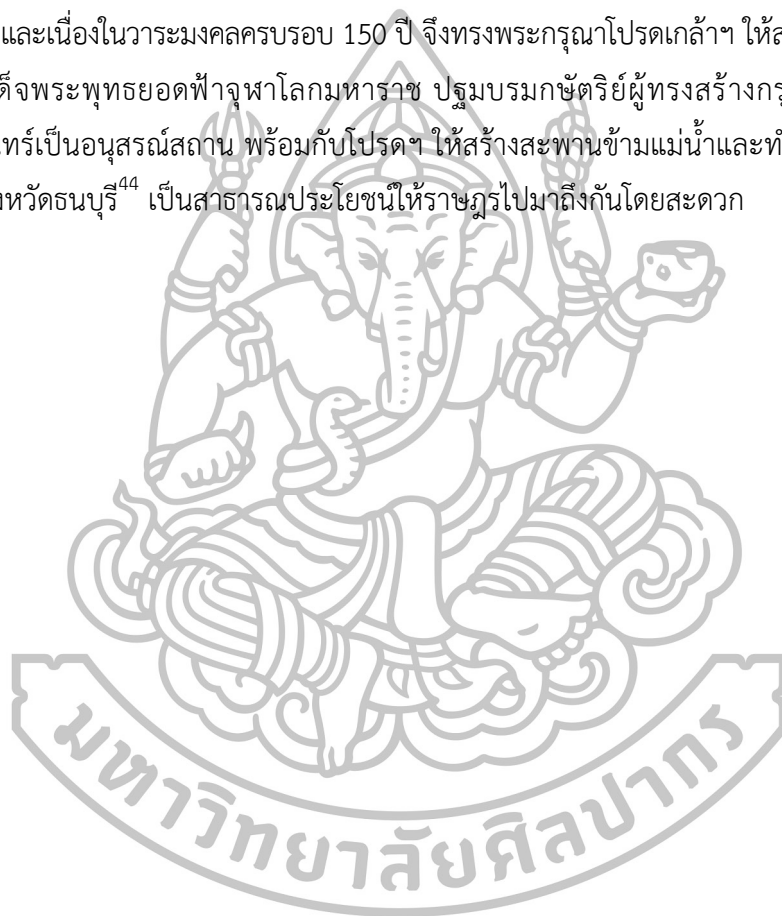 และเนื่องในวาระมงคลครบรอบ 150 ปี จึงทรงพระกรุณาโปรดเกล้าฯ ให้ส
ด็จพระพุทธยอดฟ้าจุฬาโลกมหาราช ปฐมบรมกษัตริย์ผู้ทรงสร้างกรุ
นทร์เป็นอนุสรณ์สถาน พร้อมกับโปรดฯ ให้สร้างสะพานข้ามแม่น้ำและทำ
งหวัดธนบุรี44 เป็นสาธารณประโยชน์ให้ราษฎรไปมาถึงกันโดยสะดวก
มหาวิทยาลัยศิลปากร